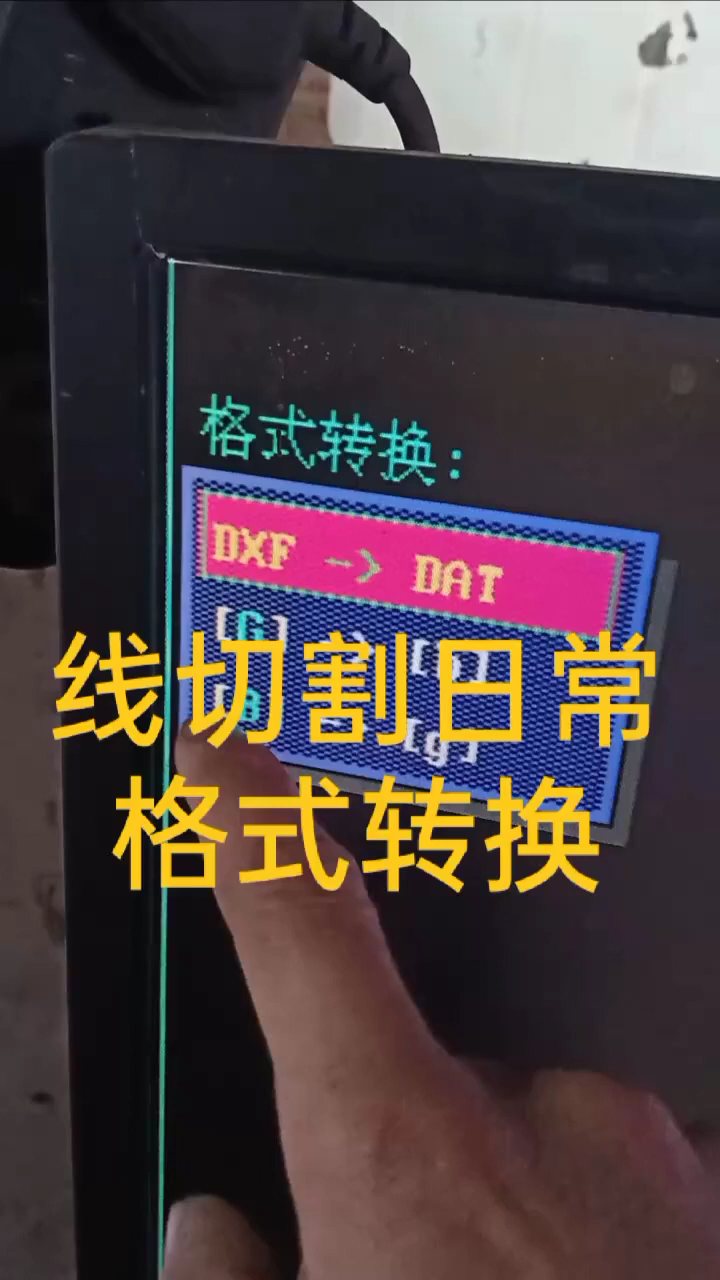 格式转换：
DXF -> DAT
[G] -> [b]
[B] - [g]
线切割日常
格式转换